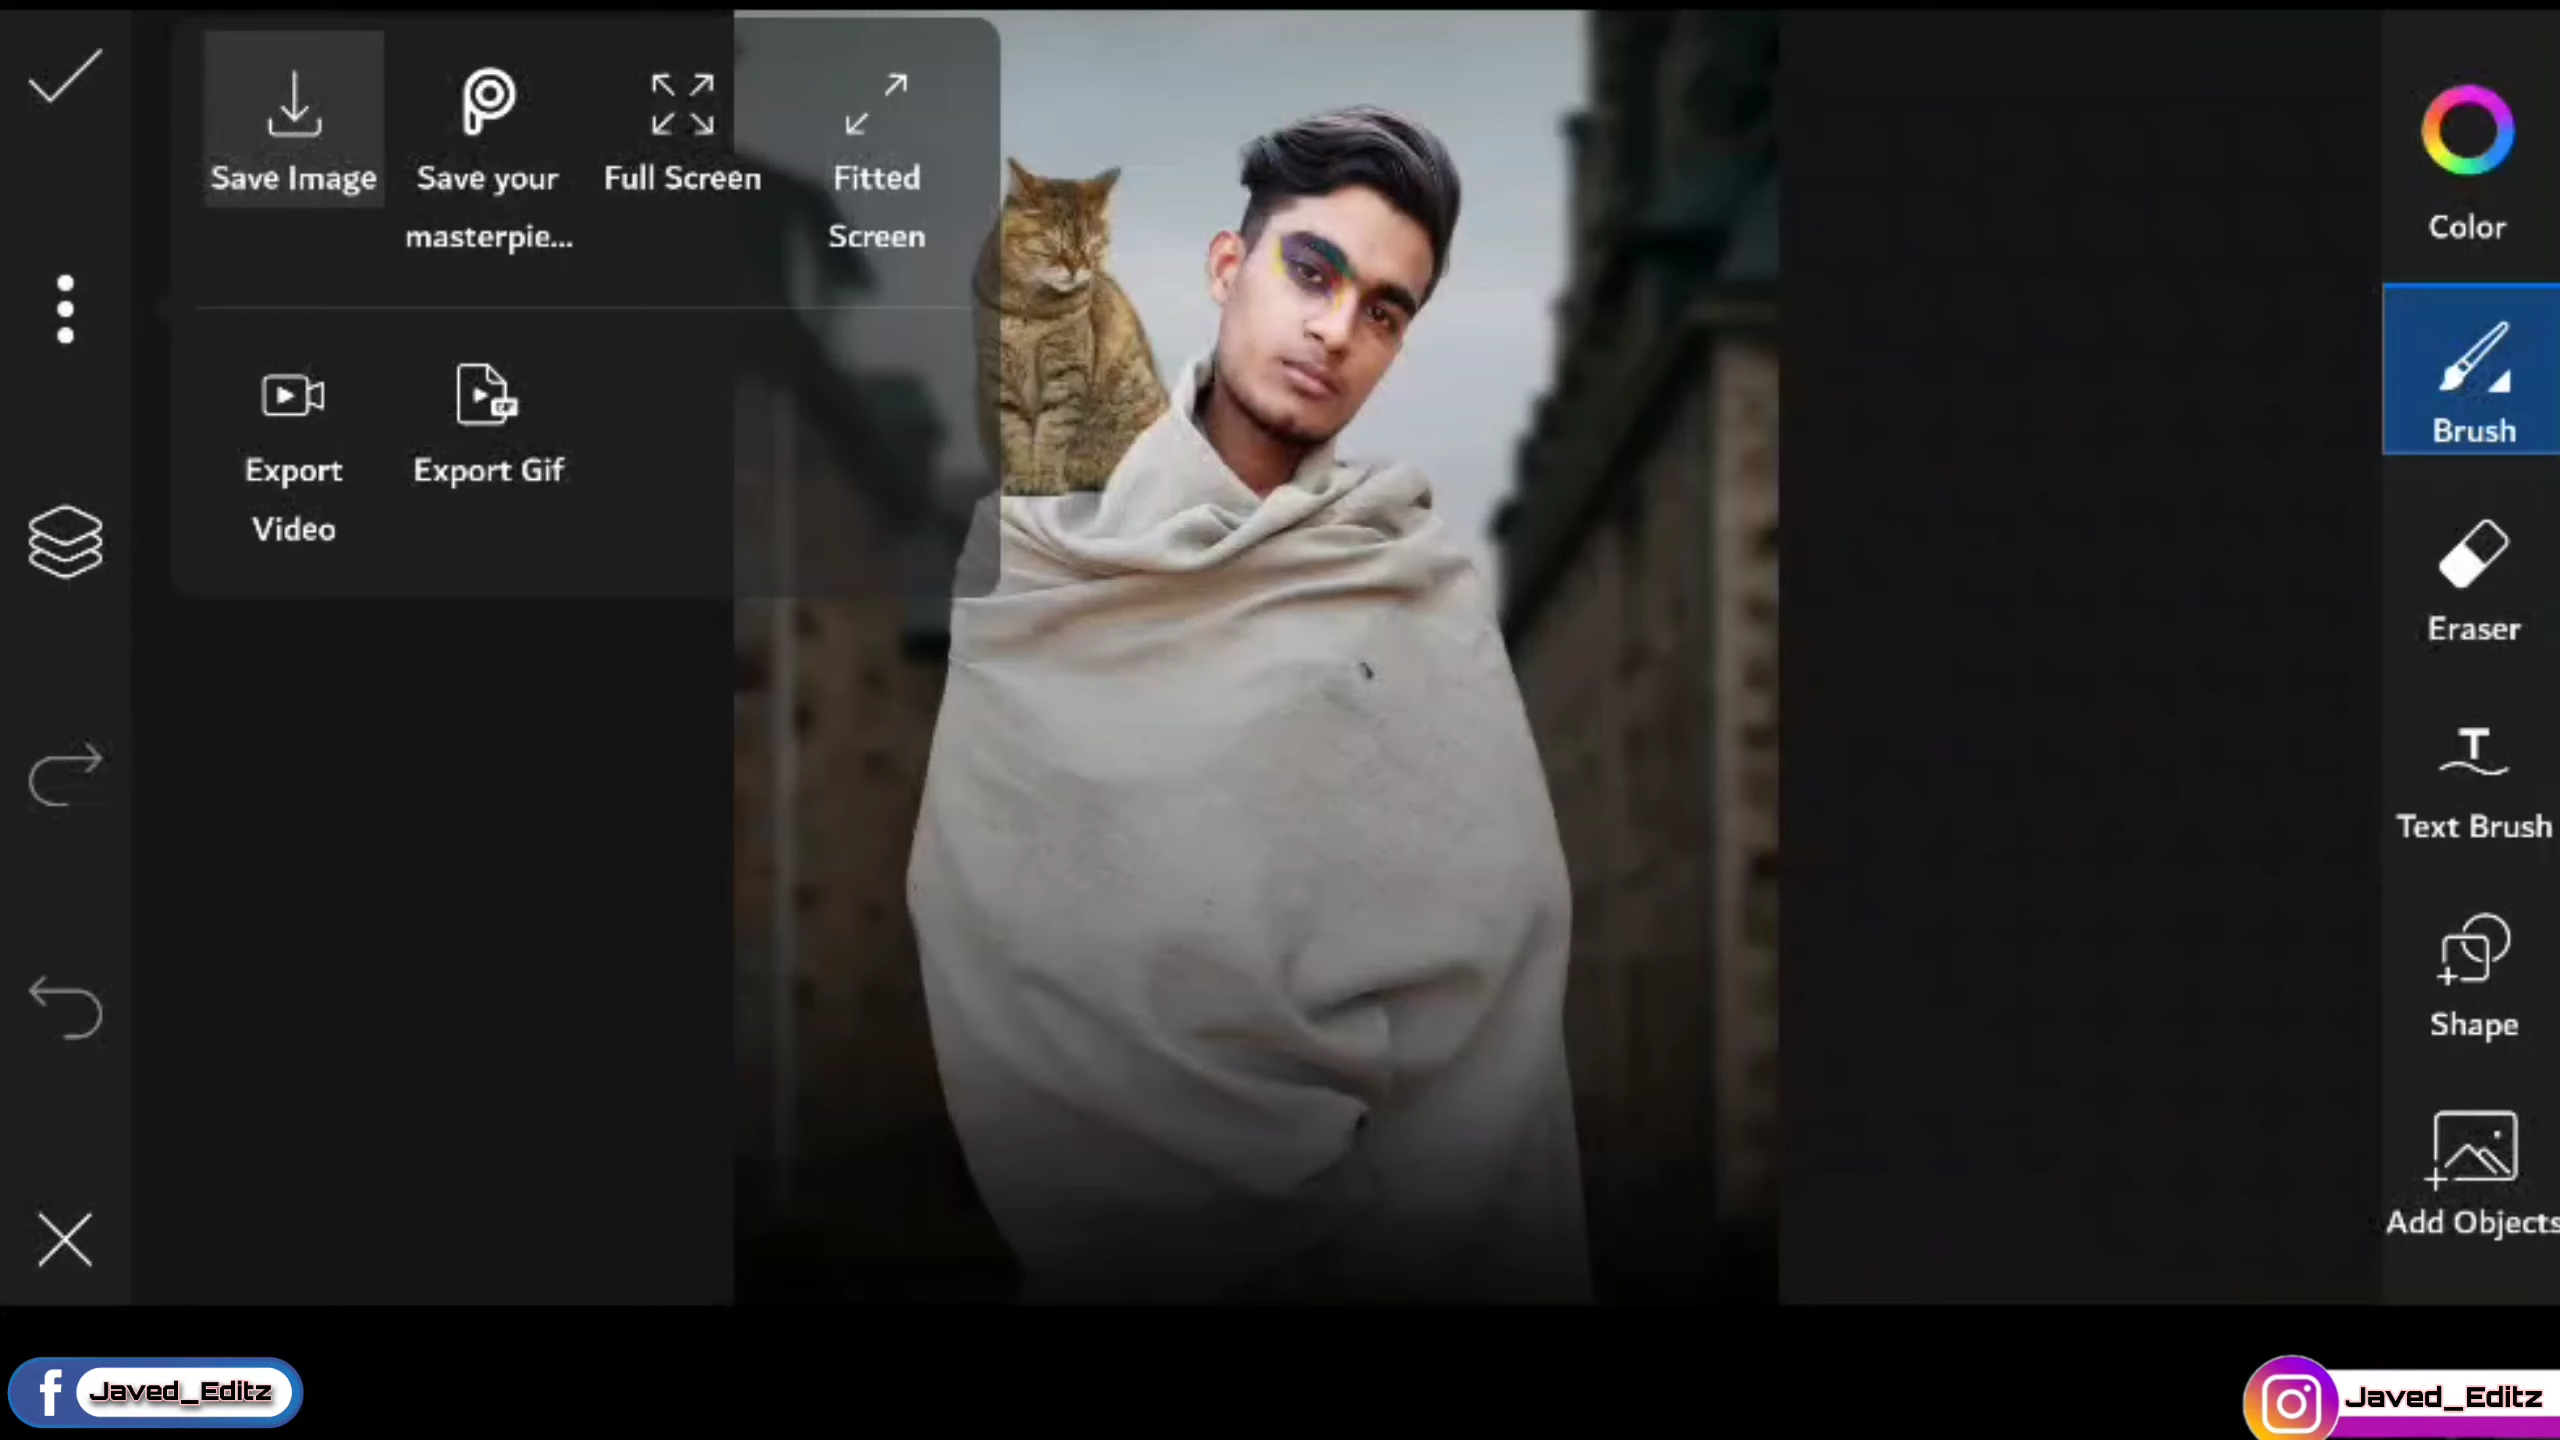 Save Image
Save your
masterpie...
Full Screen
Fitted
Screen
Export
Video
Export Gif
GIF
Color
Brush
Eraser
T
Text Brush
Shape
Add Objects
f Javed_Editz
Javed_Editz